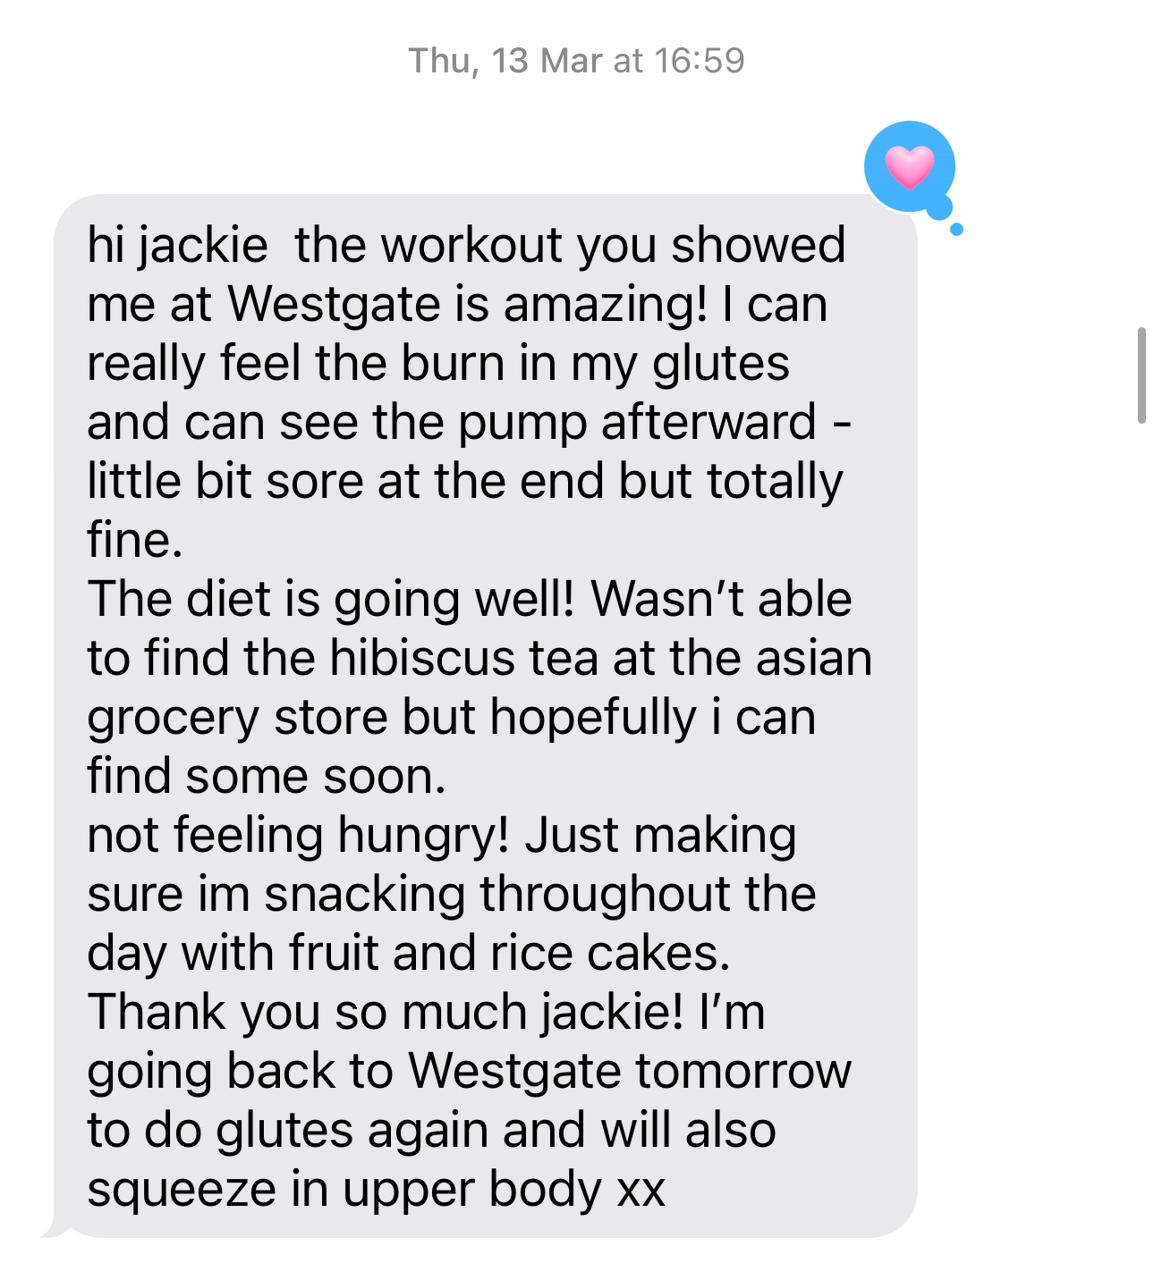 Thu, 13 Mar at 16:59
hi jackie  the workout you showed
me at Westgate is amazing! I can
really feel the burn in my glutes
and can see the pump afterward -
little bit sore at the end but totally
fine.
The diet is going well! Wasn’t able
to find the hibiscus tea at the asian
grocery store but hopefully i can
find some soon.
not feeling hungry! Just making
sure im snacking throughout the
day with fruit and rice cakes.
Thank you so much jackie! I’m
going back to Westgate tomorrow
to do glutes again and will also
squeeze in upper body xx